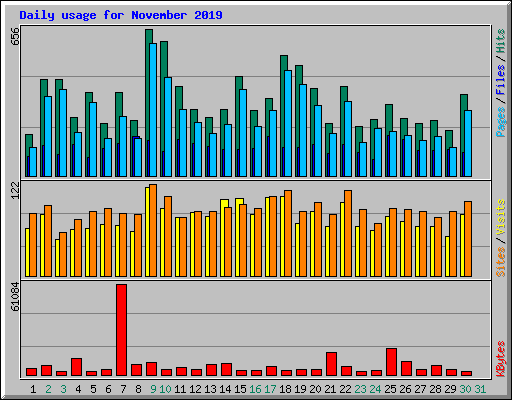 Daily usage for November 2019
656
Pages / Files / Hits
122
Sites / Visits
61084
KBytes
1 2 3 4 5 6 7 8 9 10 11 12 13 14 15 16 17 18 19 20 21 22 23 24 25 26 27 28 29 30 31